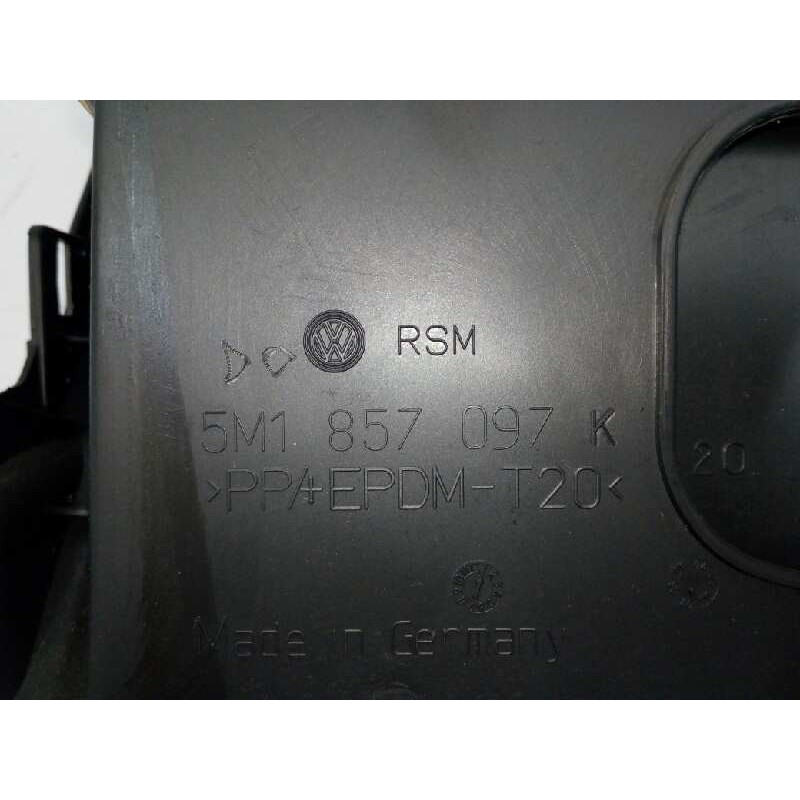 RSM
5M1 857 097 K
>PP/+EPDM-T20<
20
Made in Germany